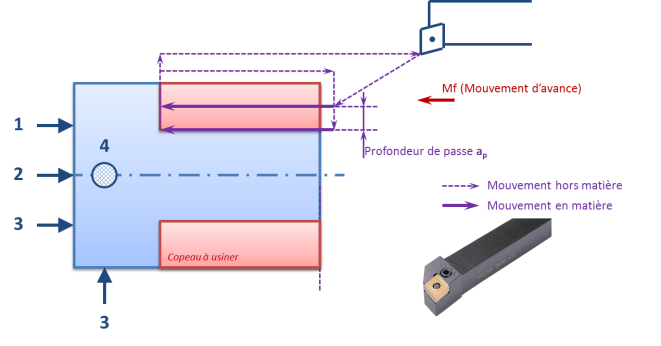 Mf (Mouvement d’avance)
1
4
Profondeur de passe ap
2
Mouvement hors matière
Mouvement en matière
3
Copeau à usiner
3